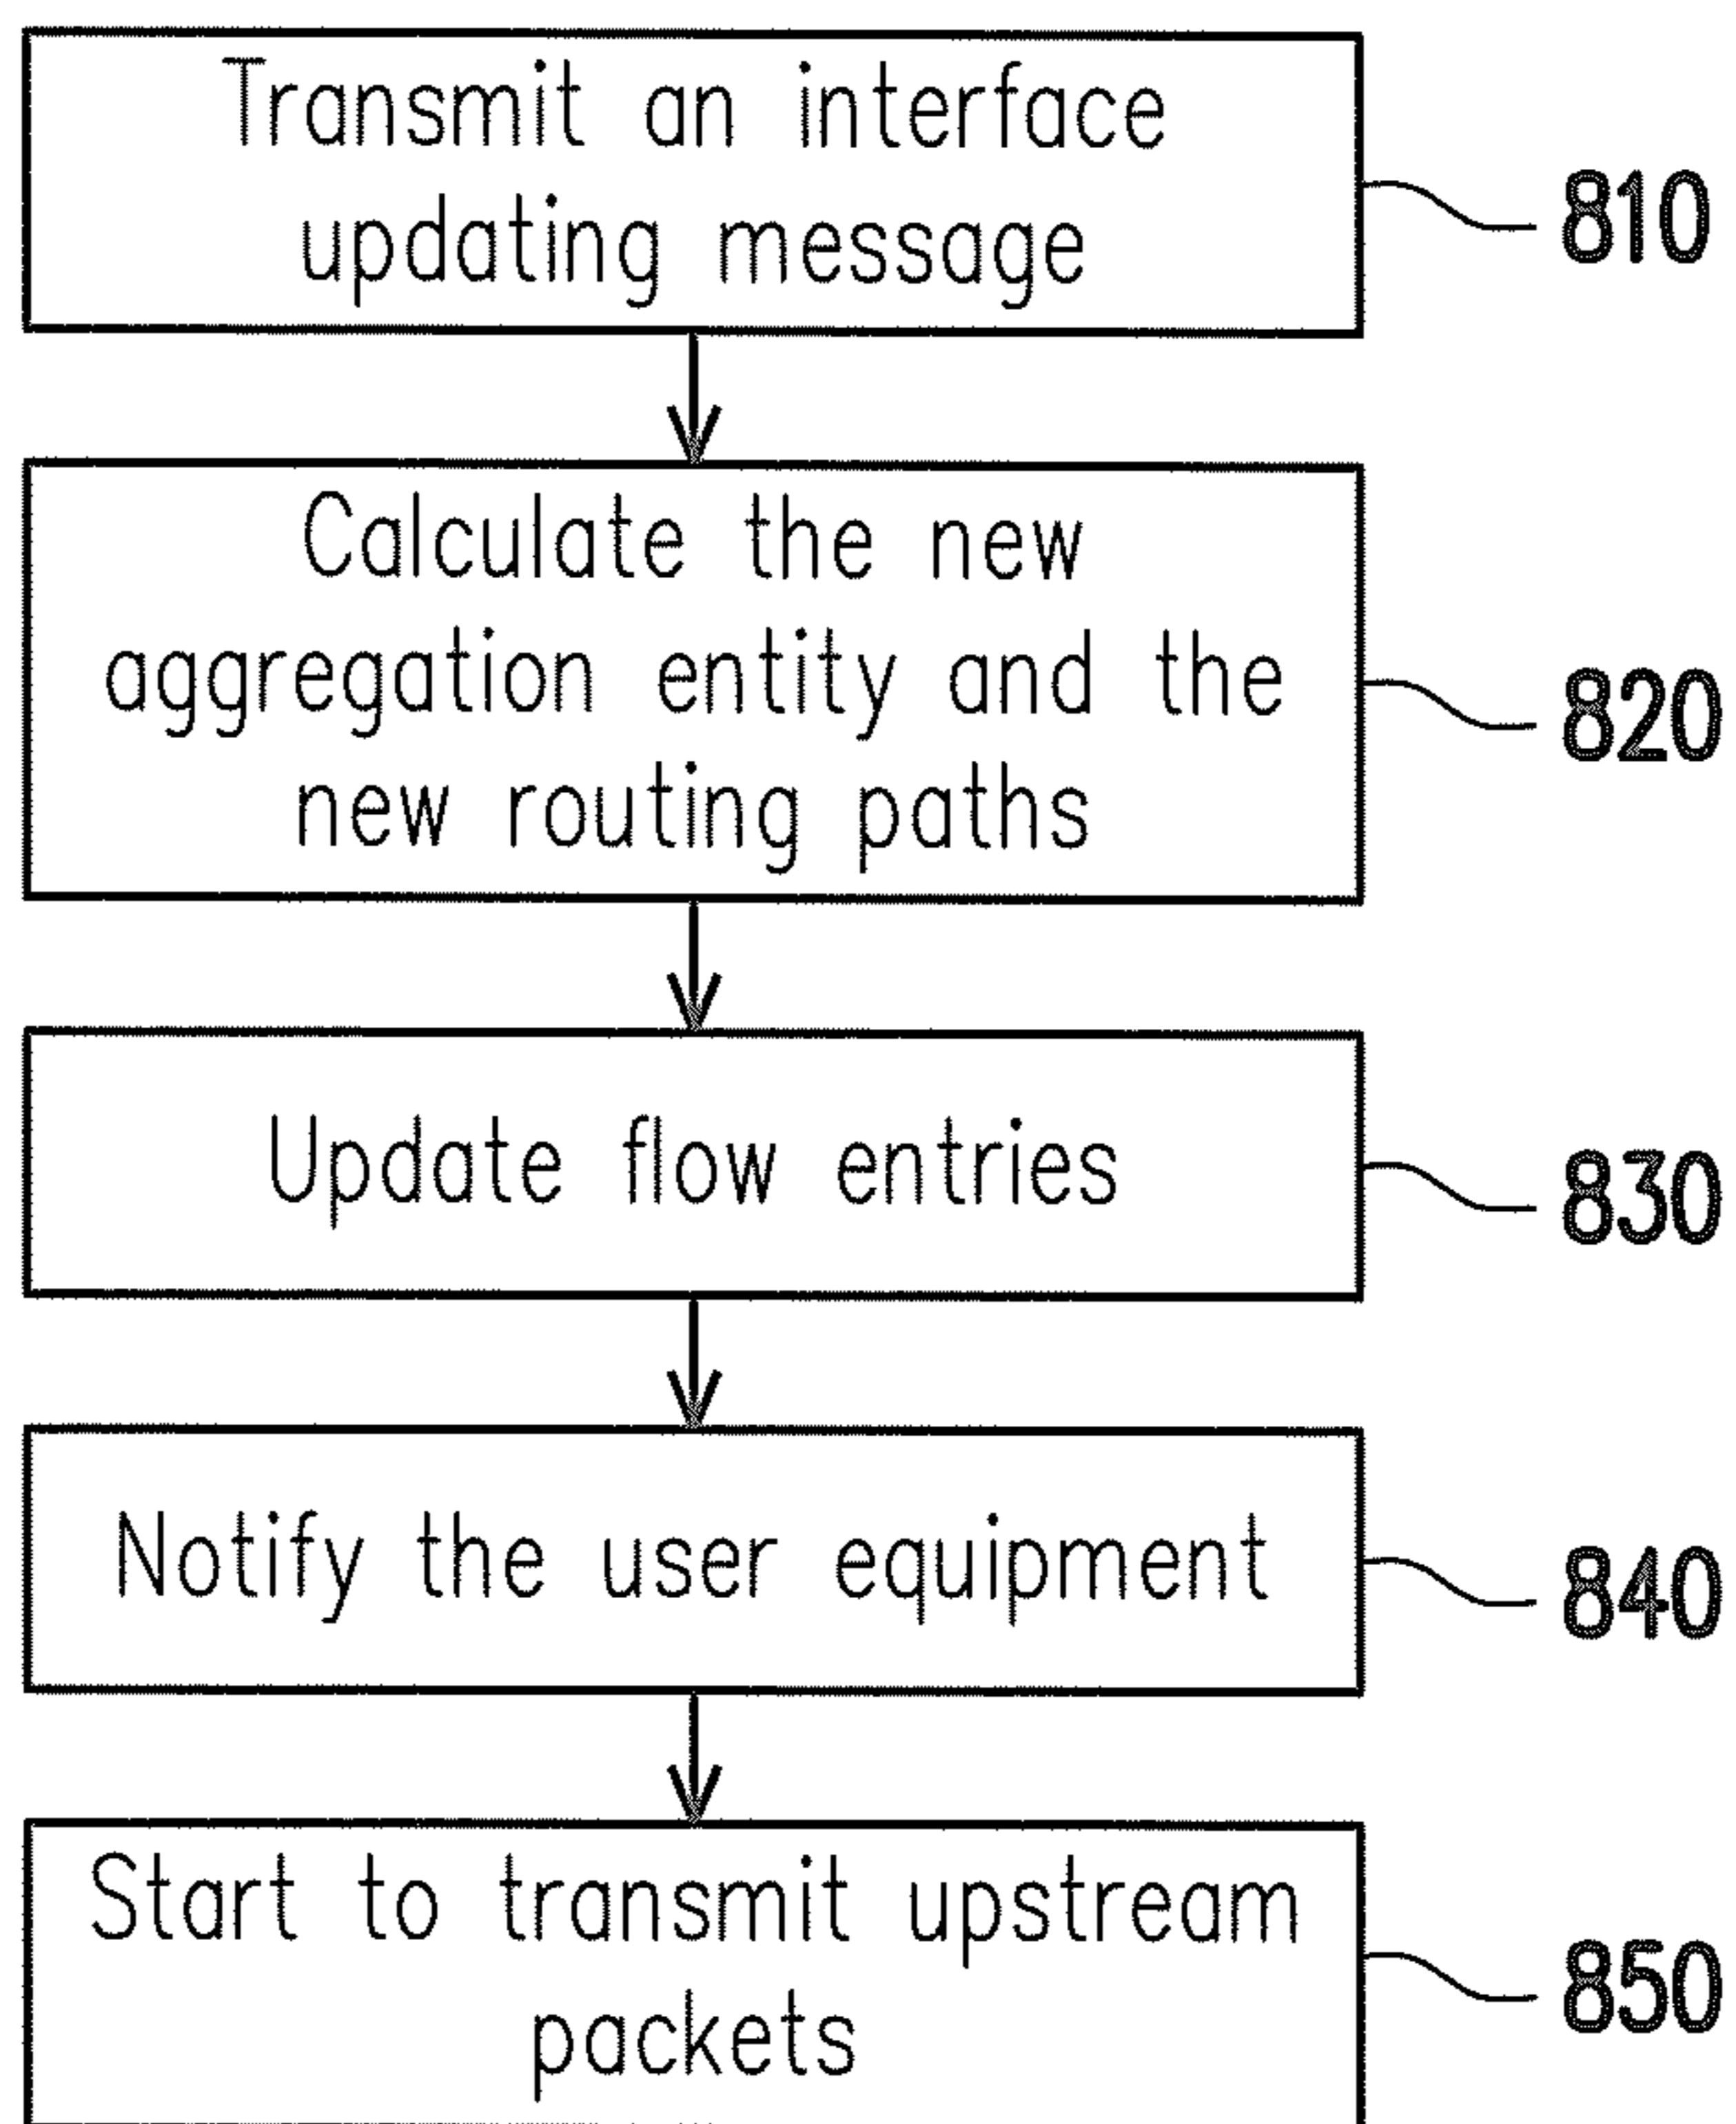 Transmit an interface
updating message
810
Calculate the new
aggregation entity and the
new routing paths
820
Update flow entries
830
Notify the user equipment
840
Start to transmit upstream
packets
850